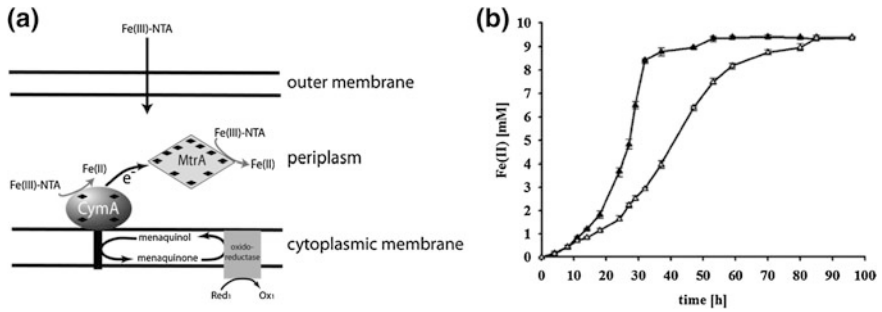 (a)
Fe(III)-NTA
outer membrane
Fe(III)-NTA
MtrA
Fe(II)
periplasm
Fe(II)
e-
Fe(III)-NTA
CymA
menaquinol
menaquinone
oxido-
reductase
cytoplasmic membrane
Red₁
Ox₁
(b)
Fe(II) [mM]
10
9
8
7
6
5
4
3
2
1
0
0
10
20
30
40
50
60
70
80
90
100
time [h]